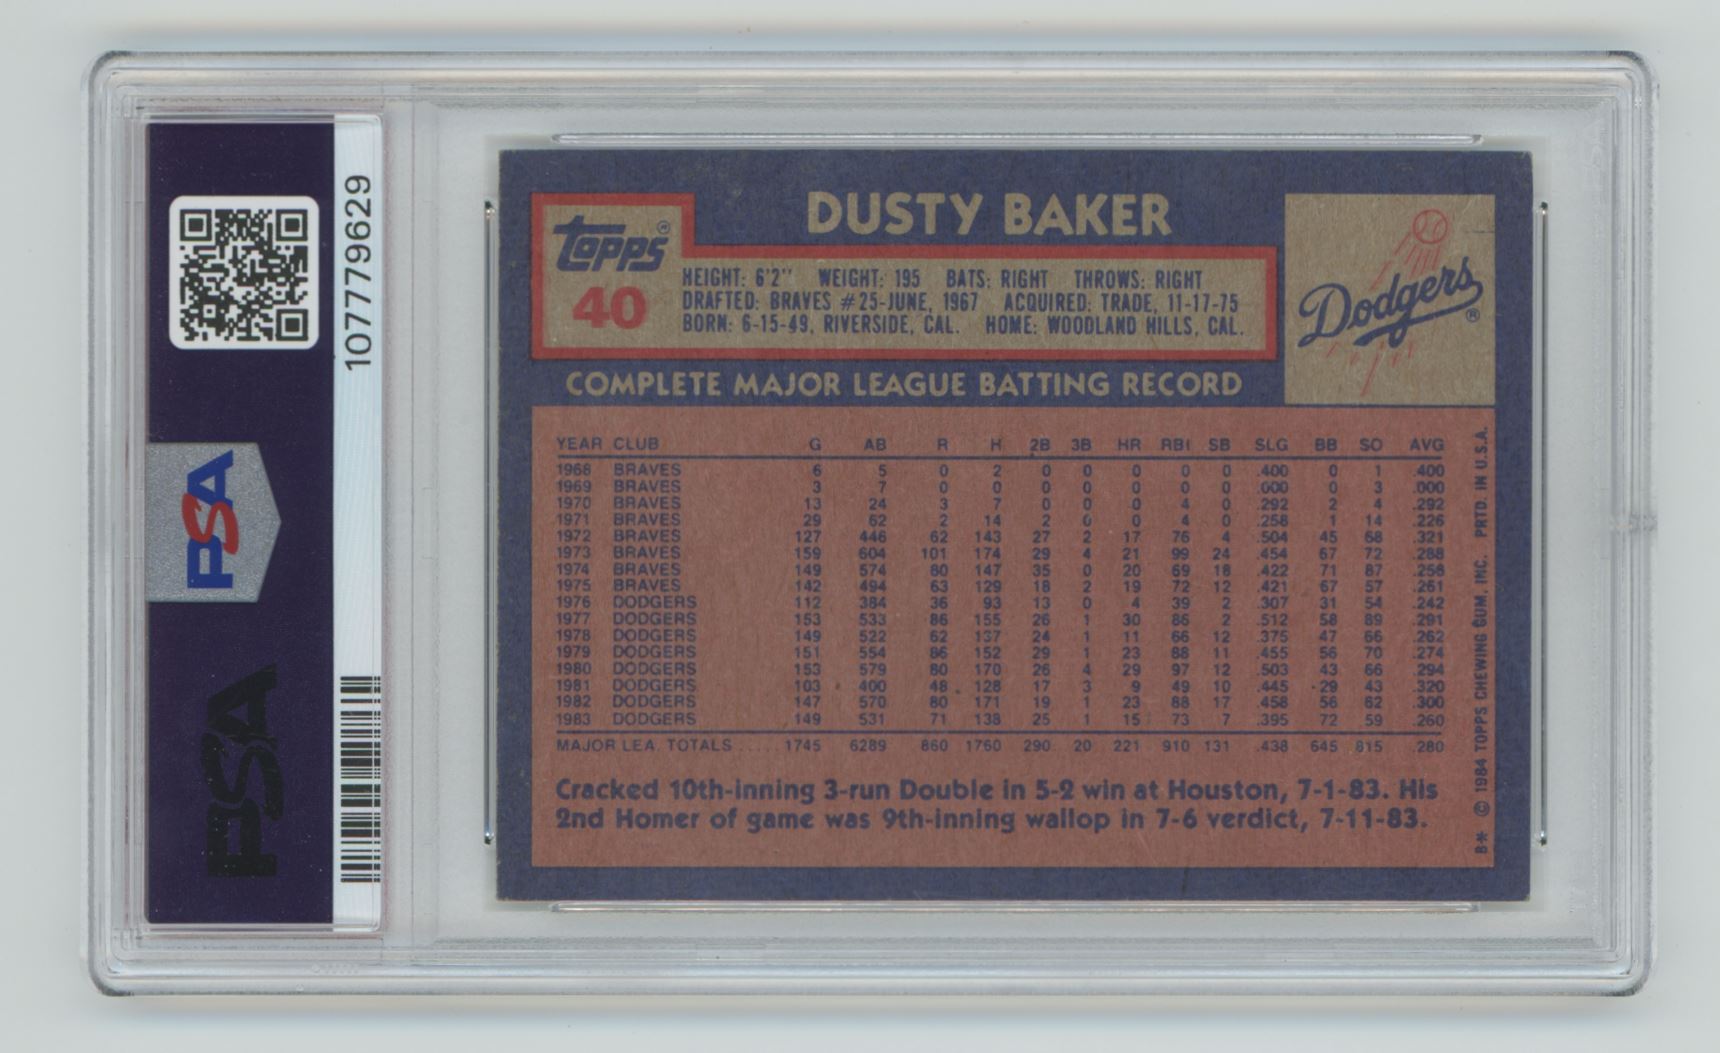 107779629
PSA
PSA
DUSTY BAKER
Topps®
40
HEIGHT: 6'2" WEIGHT: 195 BATS: RIGHT THROWS: RIGHT
DRAFTED: BRAVES #25-JUNE, 1967 ACQUIRED: TRADE, 11-17-75
BORN: 6-15-49, RIVERSIDE, CAL. HOME: WOODLAND HILLS, CAL.
Dodgers®
COMPLETE MAJOR LEAGUE BATTING RECORD
YEAR CLUB G AB R H 2B 3B HR RBI SB SLG BB SO AVG
1968 BRAVES 6 5 0 2 0 0 0 0 0 .400 0 1 .400
1969 BRAVES 3 7 0 0 0 0 0 0 0 .000 0 3 .000
1970 BRAVES 13 24 3 7 0 0 0 4 0 .292 2 4 .292
1971 BRAVES 29 62 2 14 2 0 0 4 0 .258 1 14 .226
1972 BRAVES 127 446 62 143 27 2 17 76 4 .504 45 68 .321
1973 BRAVES 159 604 101 174 29 4 21 99 24 .454 67 72 .288
1974 BRAVES 149 574 80 147 35 0 20 69 18 .422 71 87 .256
1975 BRAVES 142 494 63 129 18 2 19 72 12 .421 67 57 .261
1976 DODGERS 112 384 36 93 13 0 4 39 2 .307 31 54 .242
1977 DODGERS 153 533 86 155 26 1 30 86 2 .512 58 89 .291
1978 DODGERS 149 522 62 137 24 1 11 66 12 .375 47 66 .262
1979 DODGERS 151 554 86 152 29 1 23 88 11 .455 56 70 .274
1980 DODGERS 153 579 80 170 26 4 29 97 12 .503 43 66 .294
1981 DODGERS 103 400 48 128 17 3 9 49 10 .445 29 43 .320
1982 DODGERS 147 570 80 171 19 1 23 88 17 .458 56 62 .300
1983 DODGERS 149 531 71 138 25 1 15 73 7 .395 72 59 .260
MAJOR LEA. TOTALS ..... 1745 6289 860 1760 290 20 221 910 131 .438 645 815 .280
Cracked 10th-inning 3-run Double in 5-2 win at Houston, 7-1-83. His
2nd Homer of game was 9th-inning wallop in 7-6 verdict, 7-11-83.
B* © 1984 TOPPS CHEWING GUM, INC. PRTD. IN U.S.A.